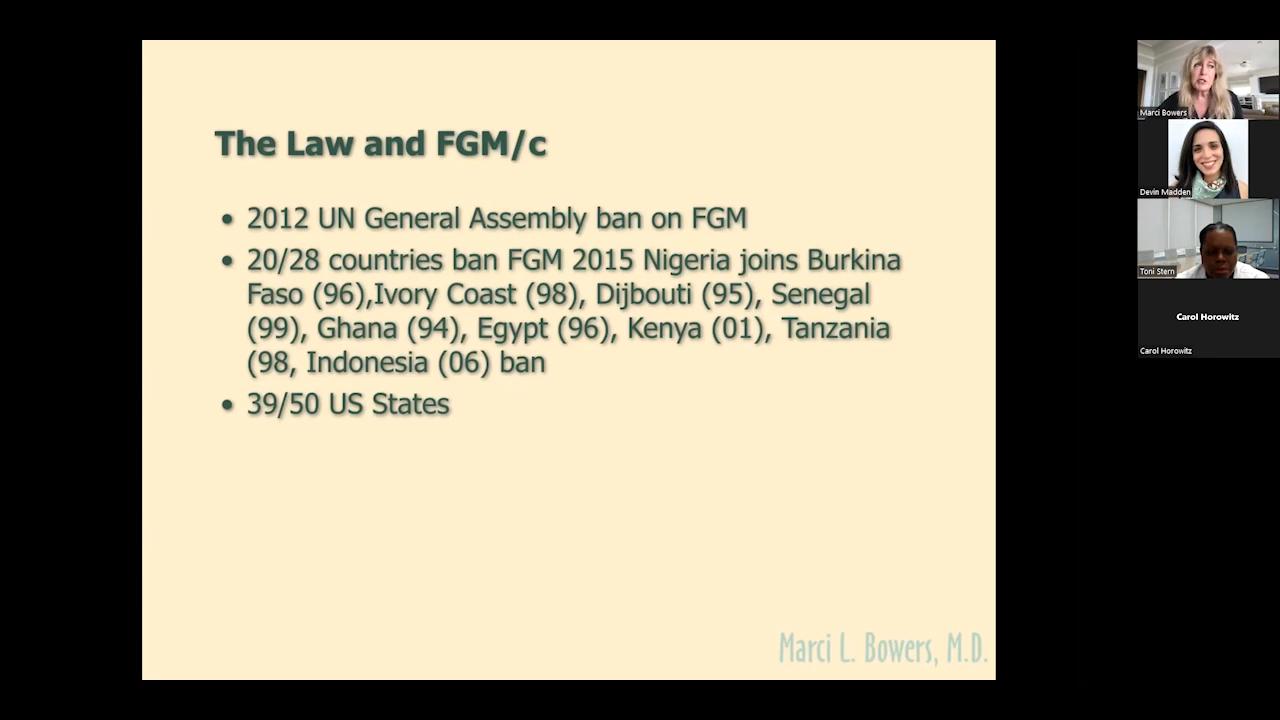 The Law and FGM/c
• 2012 UN General Assembly ban on FGM
• 20/28 countries ban FGM 2015 Nigeria joins Burkina
Faso (96),Ivory Coast (98), Dijbouti (95), Senegal
(99), Ghana (94), Egypt (96), Kenya (01), Tanzania
(98, Indonesia (06) ban
• 39/50 US States
Marci L. Bowers, M.D.
Marci Bowers
Devin Madden
Toni Stern
Carol Horowitz
Carol Horowitz